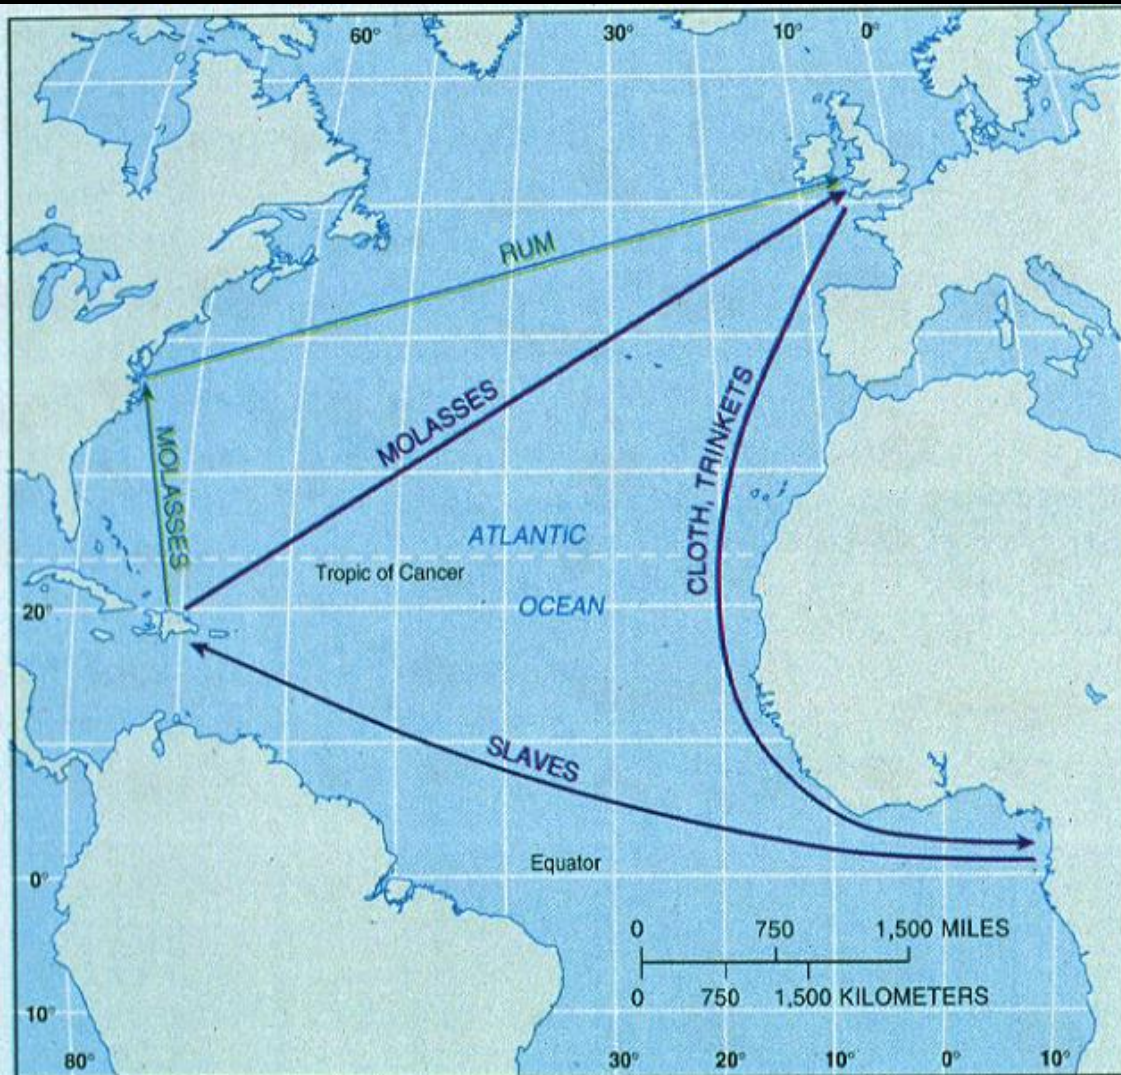 60° 30° 10° 0°
RUM
MOLASSES
CLOTH, TRINKETS
MOLASSES
ATLANTIC
Tropic of Cancer
OCEAN
20°
SLAVES
Equator
0°
0 750 1,500 MILES
0 750 1,500 KILOMETERS
10°
80° 30° 20° 10° 0° 10°